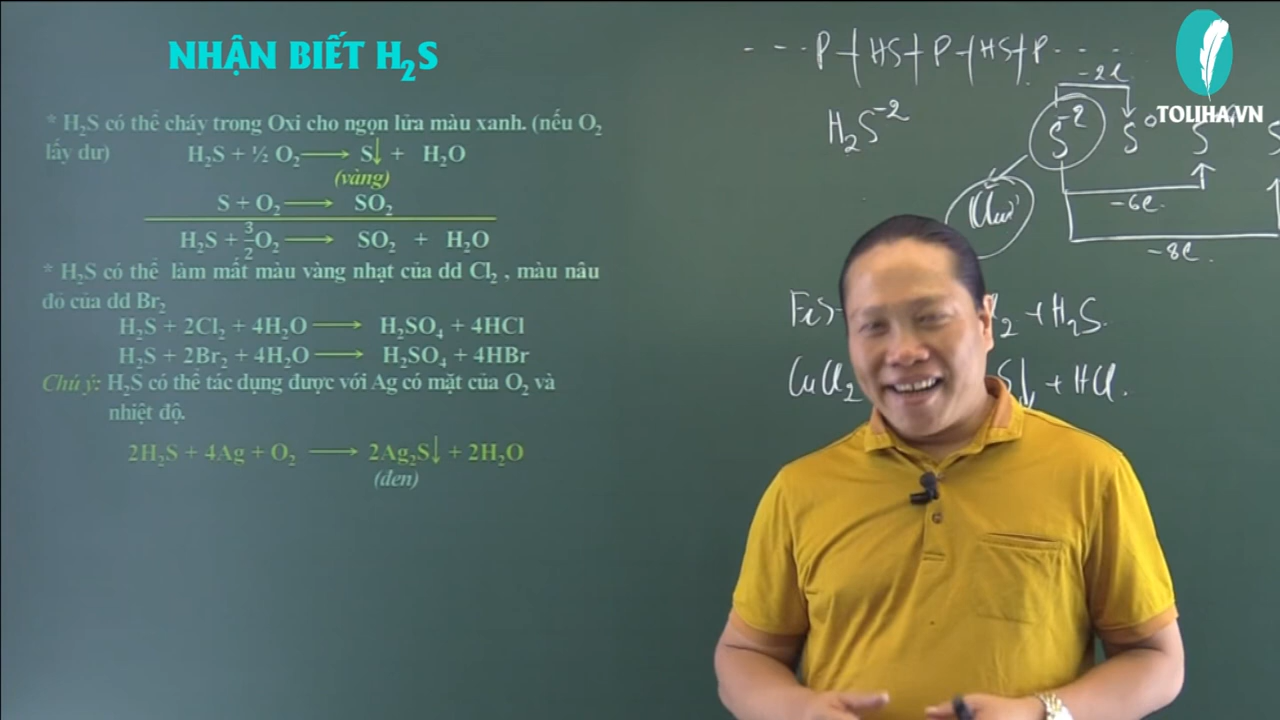 NHẬN BIẾT H₂S
* H₂S có thể cháy trong Oxi cho ngọn lửa màu xanh. (nếu O₂
lấy dư)
H₂S + ½ O₂ ⟶ S↓ + H₂O
(vàng)
S + O₂ ⟶ SO₂
H₂S + 3/2 O₂ ⟶ SO₂ + H₂O
* H₂S có thể làm mất màu vàng nhạt của dd Cl₂ , màu nâu
đỏ của dd Br₂
H₂S + 2Cl₂ + 4H₂O ⟶ H₂SO₄ + 4HCl
H₂S + 2Br₂ + 4H₂O ⟶ H₂SO₄ + 4HBr
Chú ý: H₂S có thể tác dụng được với Ag có mặt của O₂ và
nhiệt độ.
2H₂S + 4Ag + O₂ ⟶ 2Ag₂S↓ + 2H₂O
(đen)
TOLIHA.VN
---- P + HS + P + HS + P ----
-2e
H₂S⁻² S⁻² S⁰ S
-6e
-8e.
₂ + H₂S.
CuCl₂ S↓ + HCl.